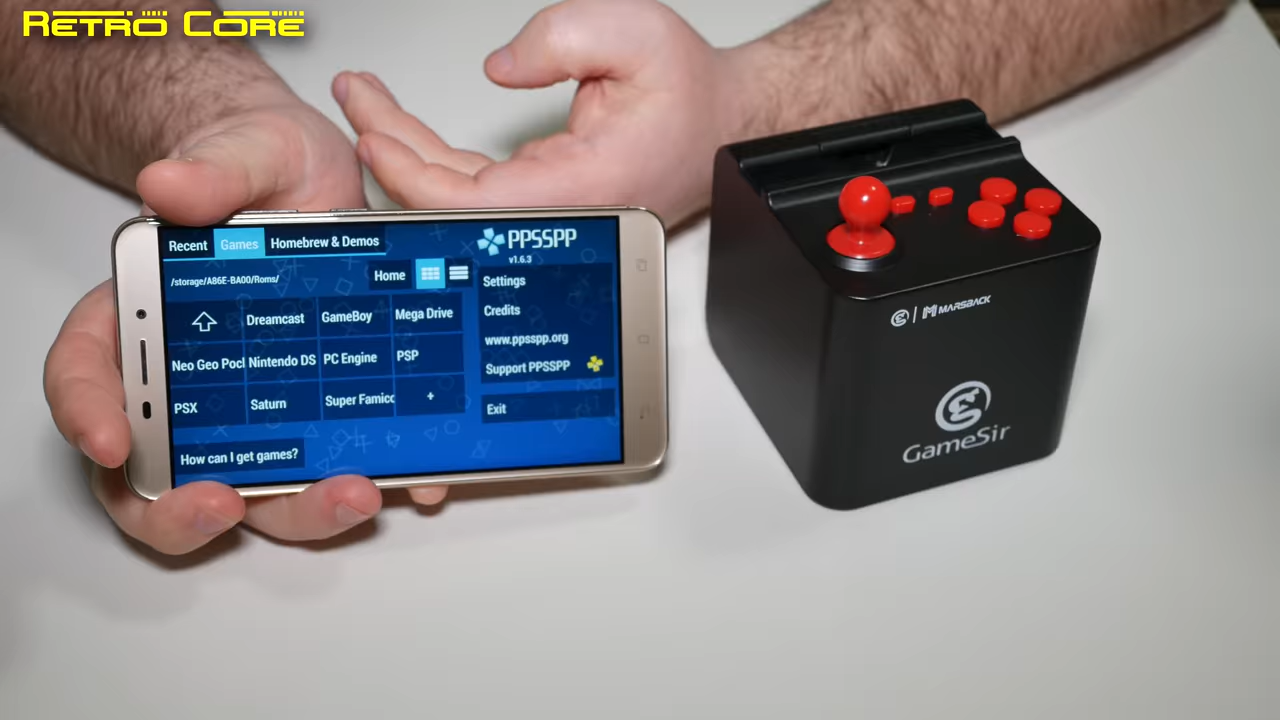 RETRO CORE
Recent Games Homebrew & Demos
/storage/A86E-BA00/Roms/ Home
Dreamcast GameBoy Mega Drive
Neo Geo Pocl Nintendo DS PC Engine PSP
PSX Saturn Super Famicc +
How can I get games?
PPSSPP
v1.6.3
Settings
Credits
www.ppsspp.org
Support PPSSPP
Exit
MARSBACK
GameSir